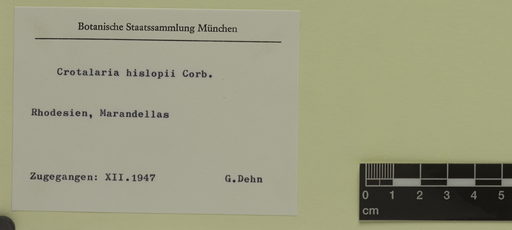 Botanische Staatssammlung München
Crotalaria hislopii Corb.
Rhodesien, Marandellas
Zugegangen: XII.1947 G.Dehn
0 1 2 3 4 5
cm